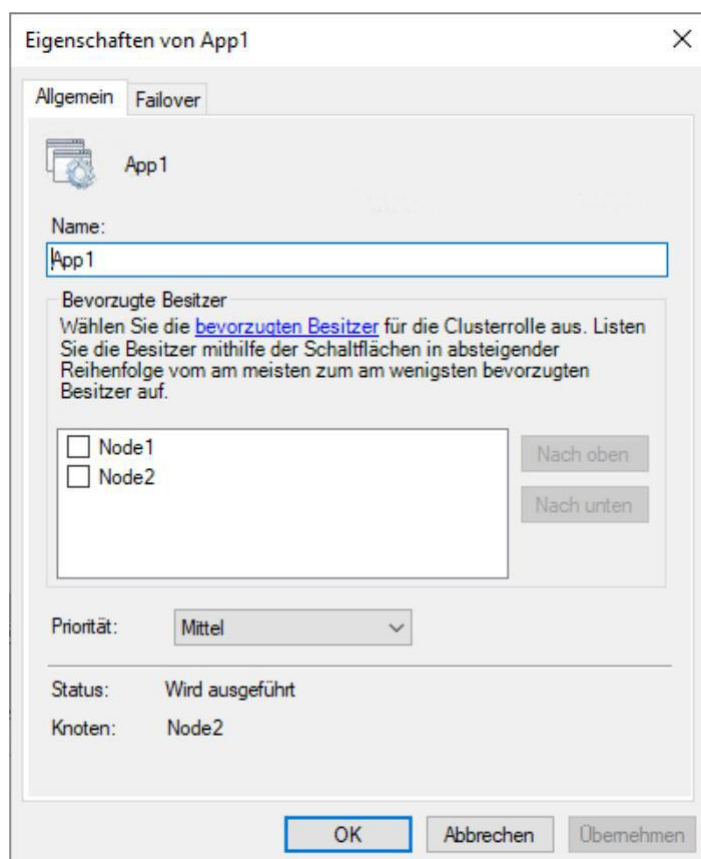 Eigenschaften von App1
Allgemein
Failover
App1
Name:
App1
Bevorzugte Besitzer
Wählen Sie die bevorzugten Besitzer für die Clusterrolle aus. Listen
Sie die Besitzer mithilfe der Schaltflächen in absteigender
Reihenfolge vom am meisten zum am wenigsten bevorzugten
Besitzer auf.
Node1
Node2
Nach oben
Nach unten
Priorität: Mittel
Status: Wird ausgeführt
Knoten: Node2
OK
Abbrechen
Übernehmen